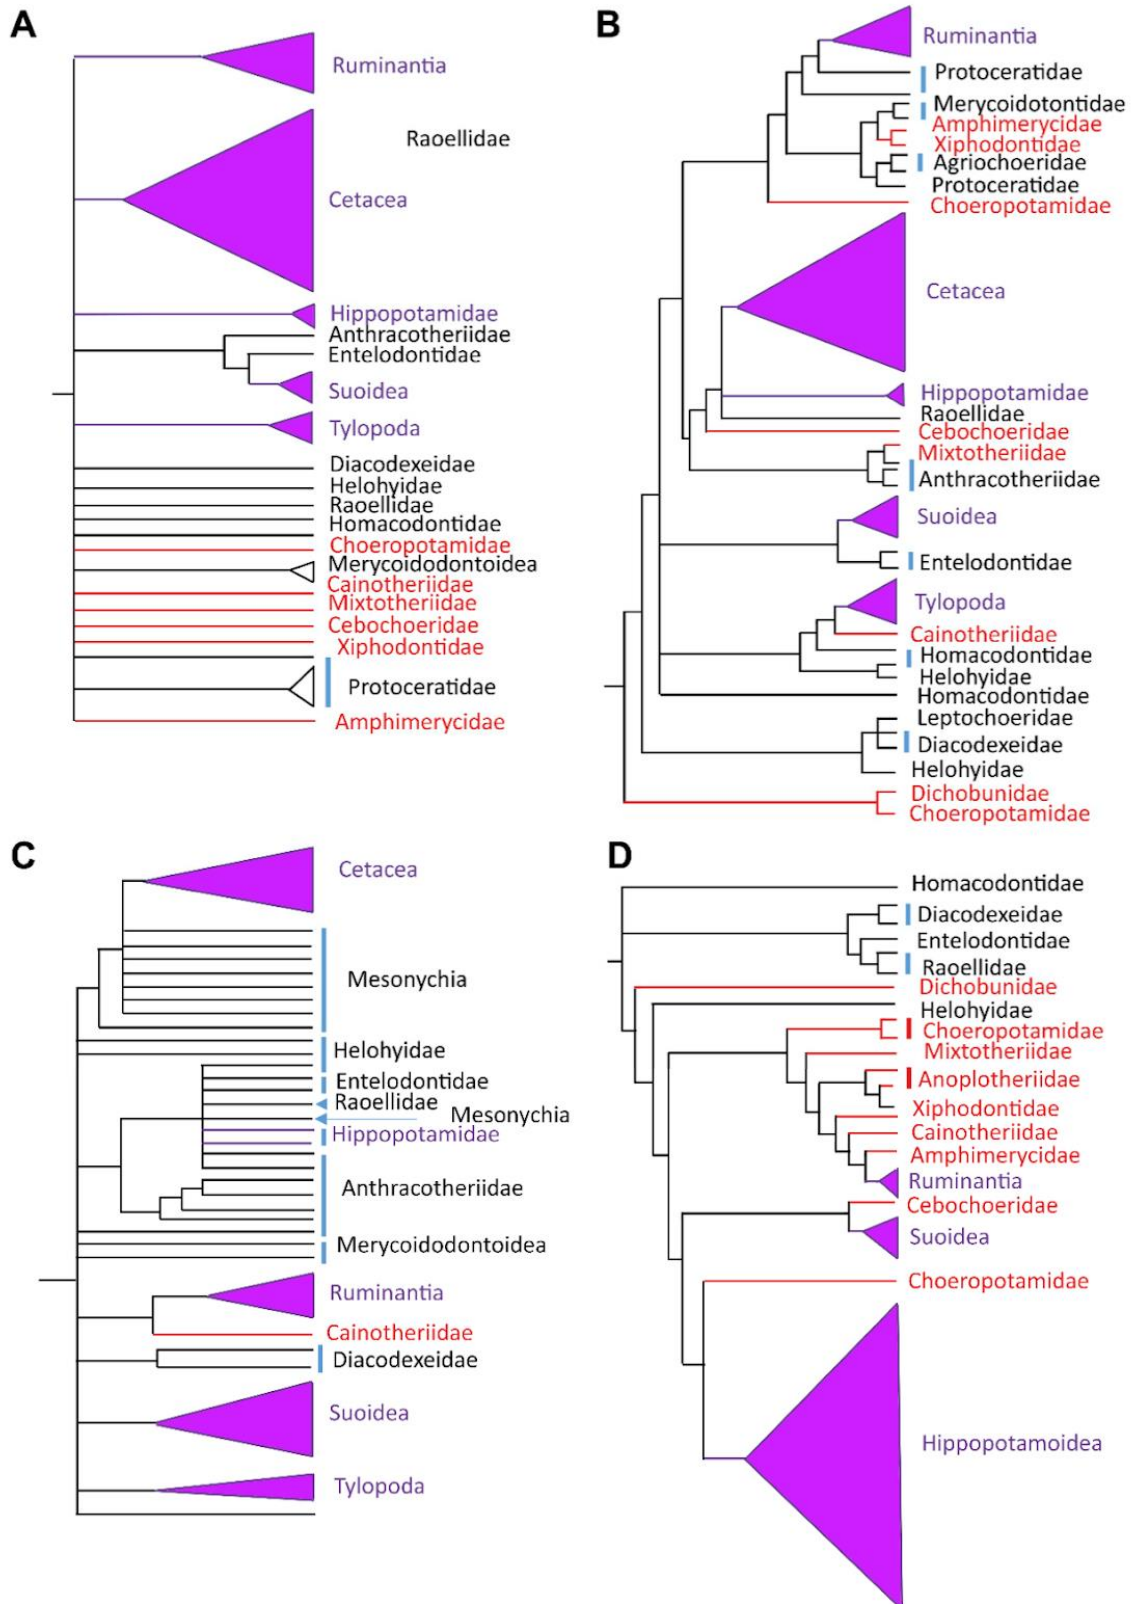 A
Ruminantia
Raoellidae
Cetacea
Hippopotamidae
Anthracotheriidae
Entelodontidae
Suoidea
Tylopoda
Diacodexeidae
Helohyidae
Raoellidae
Homacodontidae
Choeropotamidae
Merycoidodontoidea
Cainotheriidae
Mixtotheriidae
Cebochoeridae
Xiphodontidae
Protoceratidae
Amphimerycidae
B
Ruminantia
Protoceratidae
Merycoidotontidae
Amphimerycidae
Xiphodontidae
Agriochoeridae
Protoceratidae
Choeropotamidae
Cetacea
Hippopotamidae
Raoellidae
Cebochoeridae
Mixtotheriidae
Anthracotheriidae
Suoidea
Entelodontidae
Tylopoda
Cainotheriidae
Homacodontidae
Helohyidae
Homacodontidae
Leptochoeridae
Diacodexeidae
Helohyidae
Dichobunidae
Choeropotamidae
C
Cetacea
Mesonychia
Helohyidae
Entelodontidae
Raoellidae
Mesonychia
Hippopotamidae
Anthracotheriidae
Merycoidodontoidea
Ruminantia
Cainotheriidae
Diacodexeidae
Suoidea
Tylopoda
D
Homacodontidae
Diacodexeidae
Entelodontidae
Raoellidae
Dichobunidae
Helohyidae
Choeropotamidae
Mixtotheriidae
Anoplotheriidae
Xiphodontidae
Cainotheriidae
Amphimerycidae
Ruminantia
Cebochoeridae
Suoidea
Choeropotamidae
Hippopotamoidea